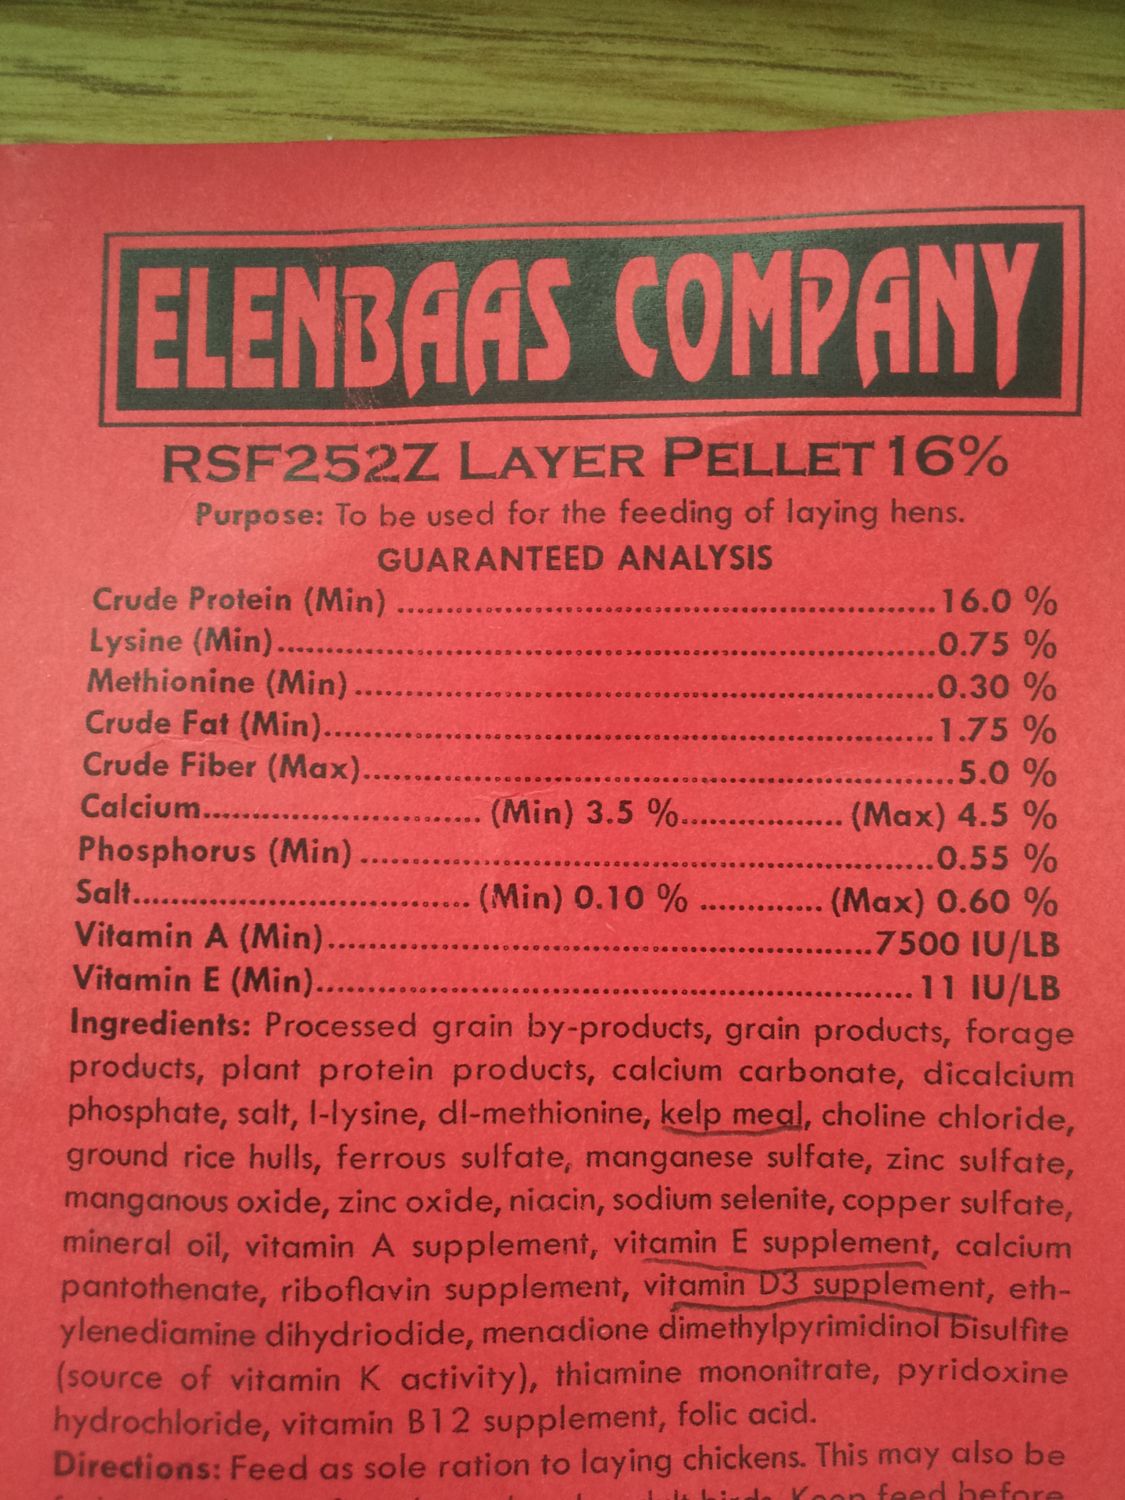 ELENBAAS COMPANY
RSF252Z LAYER PELLET 16%
Purpose: To be used for the feeding of laying hens.
GUARANTEED ANALYSIS
Crude Protein (Min) ........................................................ 16.0 %
Lysine (Min)........................................................0.75 %
Methionine (Min)........................................................0.30 %
Crude Fat (Min)........................................................1.75 %
Crude Fiber (Max)........................................................5.0 %
Calcium............................ (Min) 3.5 %................ (Max) 4.5 %
Phosphorus (Min)........................................................0.55 %
Salt.................................. (Min) 0.10 % ............. (Max) 0.60 %
Vitamin A (Min)........................................................7500 IU/LB
Vitamin E (Min)........................................................11 IU/LB
Ingredients: Processed grain by-products, grain products, forage
products, plant protein products, calcium carbonate, dicalcium
phosphate, salt, l-lysine, dl-methionine, kelp meal, choline chloride,
ground rice hulls, ferrous sulfate, manganese sulfate, zinc sulfate,
manganous oxide, zinc oxide, niacin, sodium selenite, copper sulfate,
mineral oil, vitamin A supplement, vitamin E supplement, calcium
pantothenate, riboflavin supplement, vitamin D3 supplement, eth-
ylenediamine dihydriodide, menadione dimethylpyrimidinol bisulfite
(source of vitamin K activity), thiamine mononitrate, pyridoxine
hydrochloride, vitamin B12 supplement, folic acid.
Directions: Feed as sole ration to laying chickens. This may also be
birds. Keep feed before